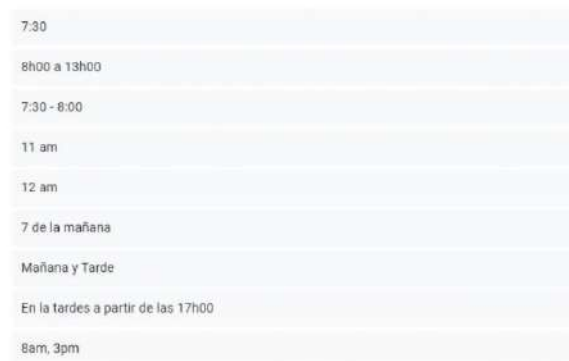 7:30
8h00 a 13h00
7:30 - 8:00
11 am
12 am
7 de la mañana
Mañana y Tarde
En la tardes a partir de las 17h00
8am, 3pm